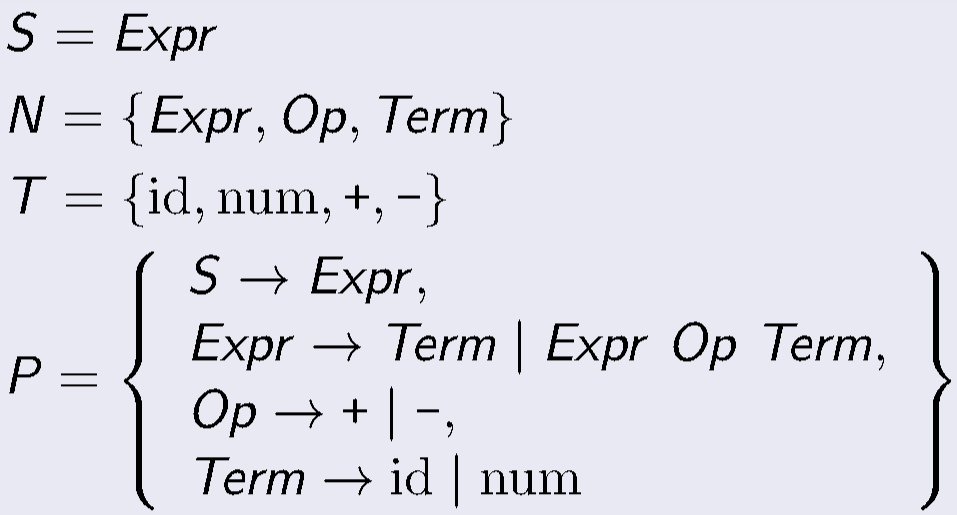 S = Expr
N = {Expr, Op, Term}
T = {id, num, +, −}
P = { S → Expr,
Expr → Term | Expr Op Term,
Op → + | −,
Term → id | num }